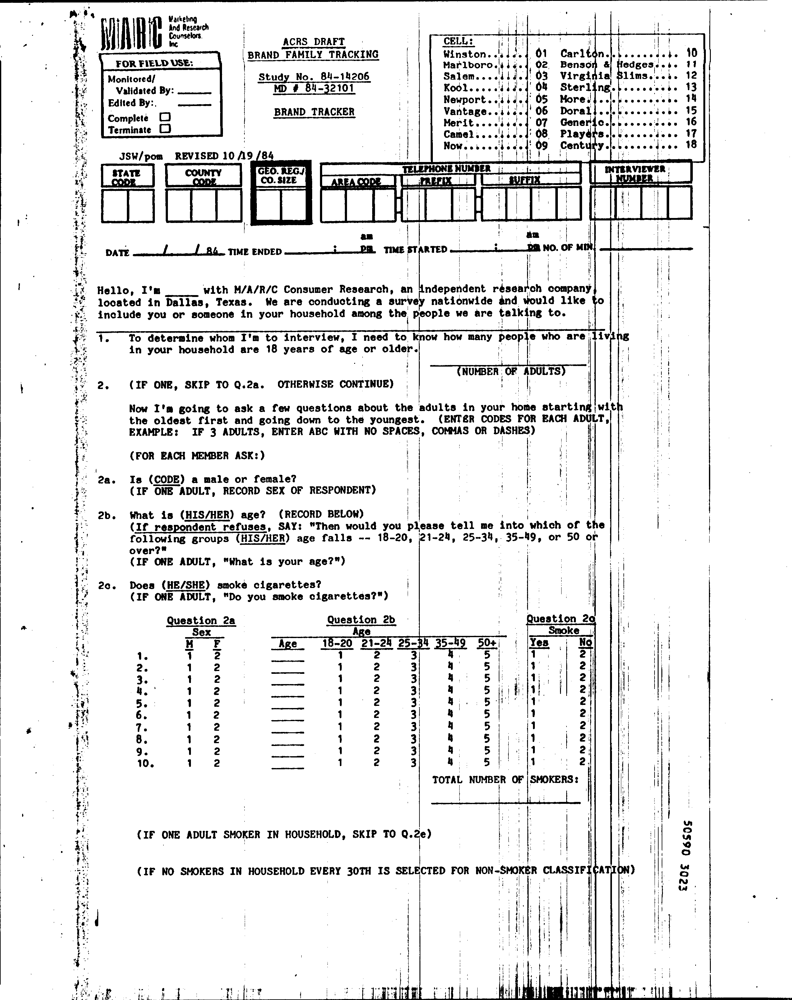 M/A/R/C Marketing
And Research
Counselors
Inc
FOR FIELD USE:
Monitored/
Validated By:
Edited By:
Complete
Terminate
ACRS DRAFT
BRAND FAMILY TRACKING
Study No. 84-14206
MD # 84-32101
BRAND TRACKER
CELL:
Winston...... 01 Carlton........... 10
Marlboro..... 02 Benson & Hedges.... 11
Salem........ 03 Virginia Slims..... 12
Kool......... 04 Sterling........... 13
Newport...... 05 More............... 14
Vantage...... 06 Doral.............. 15
Merit........ 07 Generic............ 16
Camel........ 08 Players............ 17
Now.......... 09 Century............ 18
JSW/pom REVISED 10/19/84
STATE CODE
COUNTY CODE
GEO. REG./ CO. SIZE
TELEPHONE NUMBER
AREA CODE PREFIX SUFFIX
INTERVIEWER NUMBER
DATE ____/____/ 84 TIME ENDED ______:______ am pm TIME STARTED ______:______ am pm NO. OF MIN. ______
Hello, I'm _____ with M/A/R/C Consumer Research, an independent research company
located in Dallas, Texas. We are conducting a survey nationwide and would like to
include you or someone in your household among the people we are talking to.
1. To determine whom I'm to interview, I need to know how many people who are living
in your household are 18 years of age or older.
(NUMBER OF ADULTS)
2. (IF ONE, SKIP TO Q.2a. OTHERWISE CONTINUE)
Now I'm going to ask a few questions about the adults in your home starting with
the oldest first and going down to the youngest. (ENTER CODES FOR EACH ADULT,
EXAMPLE: IF 3 ADULTS, ENTER ABC WITH NO SPACES, COMMAS OR DASHES)
(FOR EACH MEMBER ASK:)
2a. Is (CODE) a male or female?
(IF ONE ADULT, RECORD SEX OF RESPONDENT)
2b. What is (HIS/HER) age? (RECORD BELOW)
(If respondent refuses, SAY: "Then would you please tell me into which of the
following groups (HIS/HER) age falls -- 18-20, 21-24, 25-34, 35-49, or 50 or
over?"
(IF ONE ADULT, "What is your age?")
2c. Does (HE/SHE) smoke cigarettes?
(IF ONE ADULT, "Do you smoke cigarettes?")
Question 2a Question 2b Question 2c
Sex Age Smoke
M F Age 18-20 21-24 25-34 35-49 50+ Yes No
1. 1 2 _____ 1 2 3 4 5 1 2
2. 1 2 _____ 1 2 3 4 5 1 2
3. 1 2 _____ 1 2 3 4 5 1 2
4. 1 2 _____ 1 2 3 4 5 1 2
5. 1 2 _____ 1 2 3 4 5 1 2
6. 1 2 _____ 1 2 3 4 5 1 2
7. 1 2 _____ 1 2 3 4 5 1 2
8. 1 2 _____ 1 2 3 4 5 1 2
9. 1 2 _____ 1 2 3 4 5 1 2
10. 1 2 _____ 1 2 3 4 5 1 2
TOTAL NUMBER OF SMOKERS:
(IF ONE ADULT SMOKER IN HOUSEHOLD, SKIP TO Q.2e)
(IF NO SMOKERS IN HOUSEHOLD EVERY 30TH IS SELECTED FOR NON-SMOKER CLASSIFICATION)
50590 3023